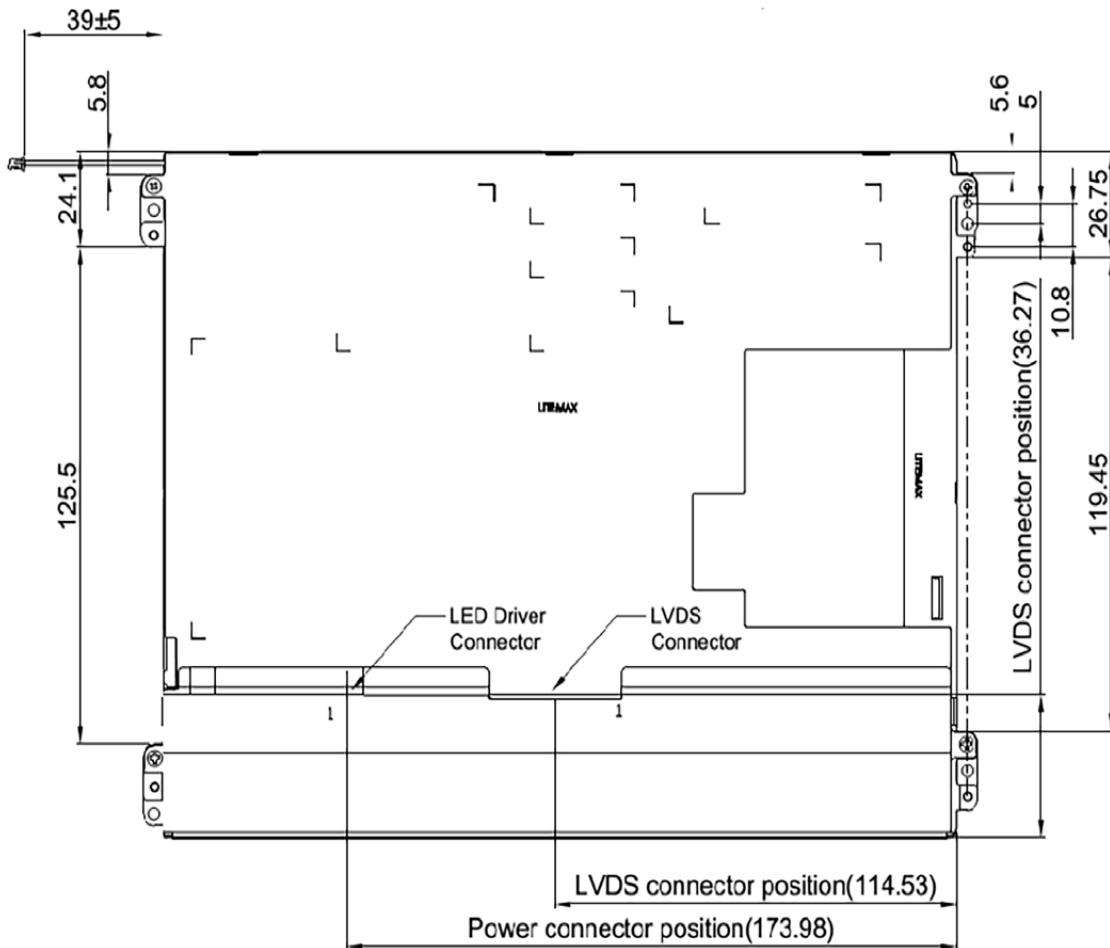 39±5
5.8
24.1
125.5
5.6
5
26.75
10.8
119.45
LVDS connector position(36.27)
LITEMAX
LITEMAX
LED Driver
Connector
LVDS
Connector
1
1
LVDS connector position(114.53)
Power connector position(173.98)